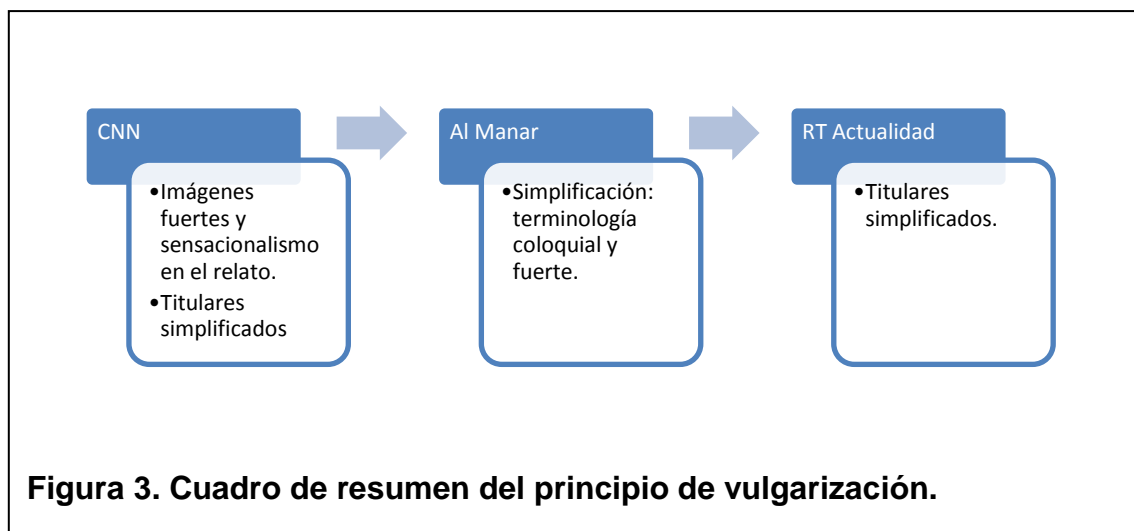 CNN
•Imágenes
fuertes y
sensacionalismo
en el relato.
•Titulares
simplificados
Al Manar
•Simplificación:
terminología
coloquial y
fuerte.
RT Actualidad
•Titulares
simplificados.
Figura 3. Cuadro de resumen del principio de vulgarización.